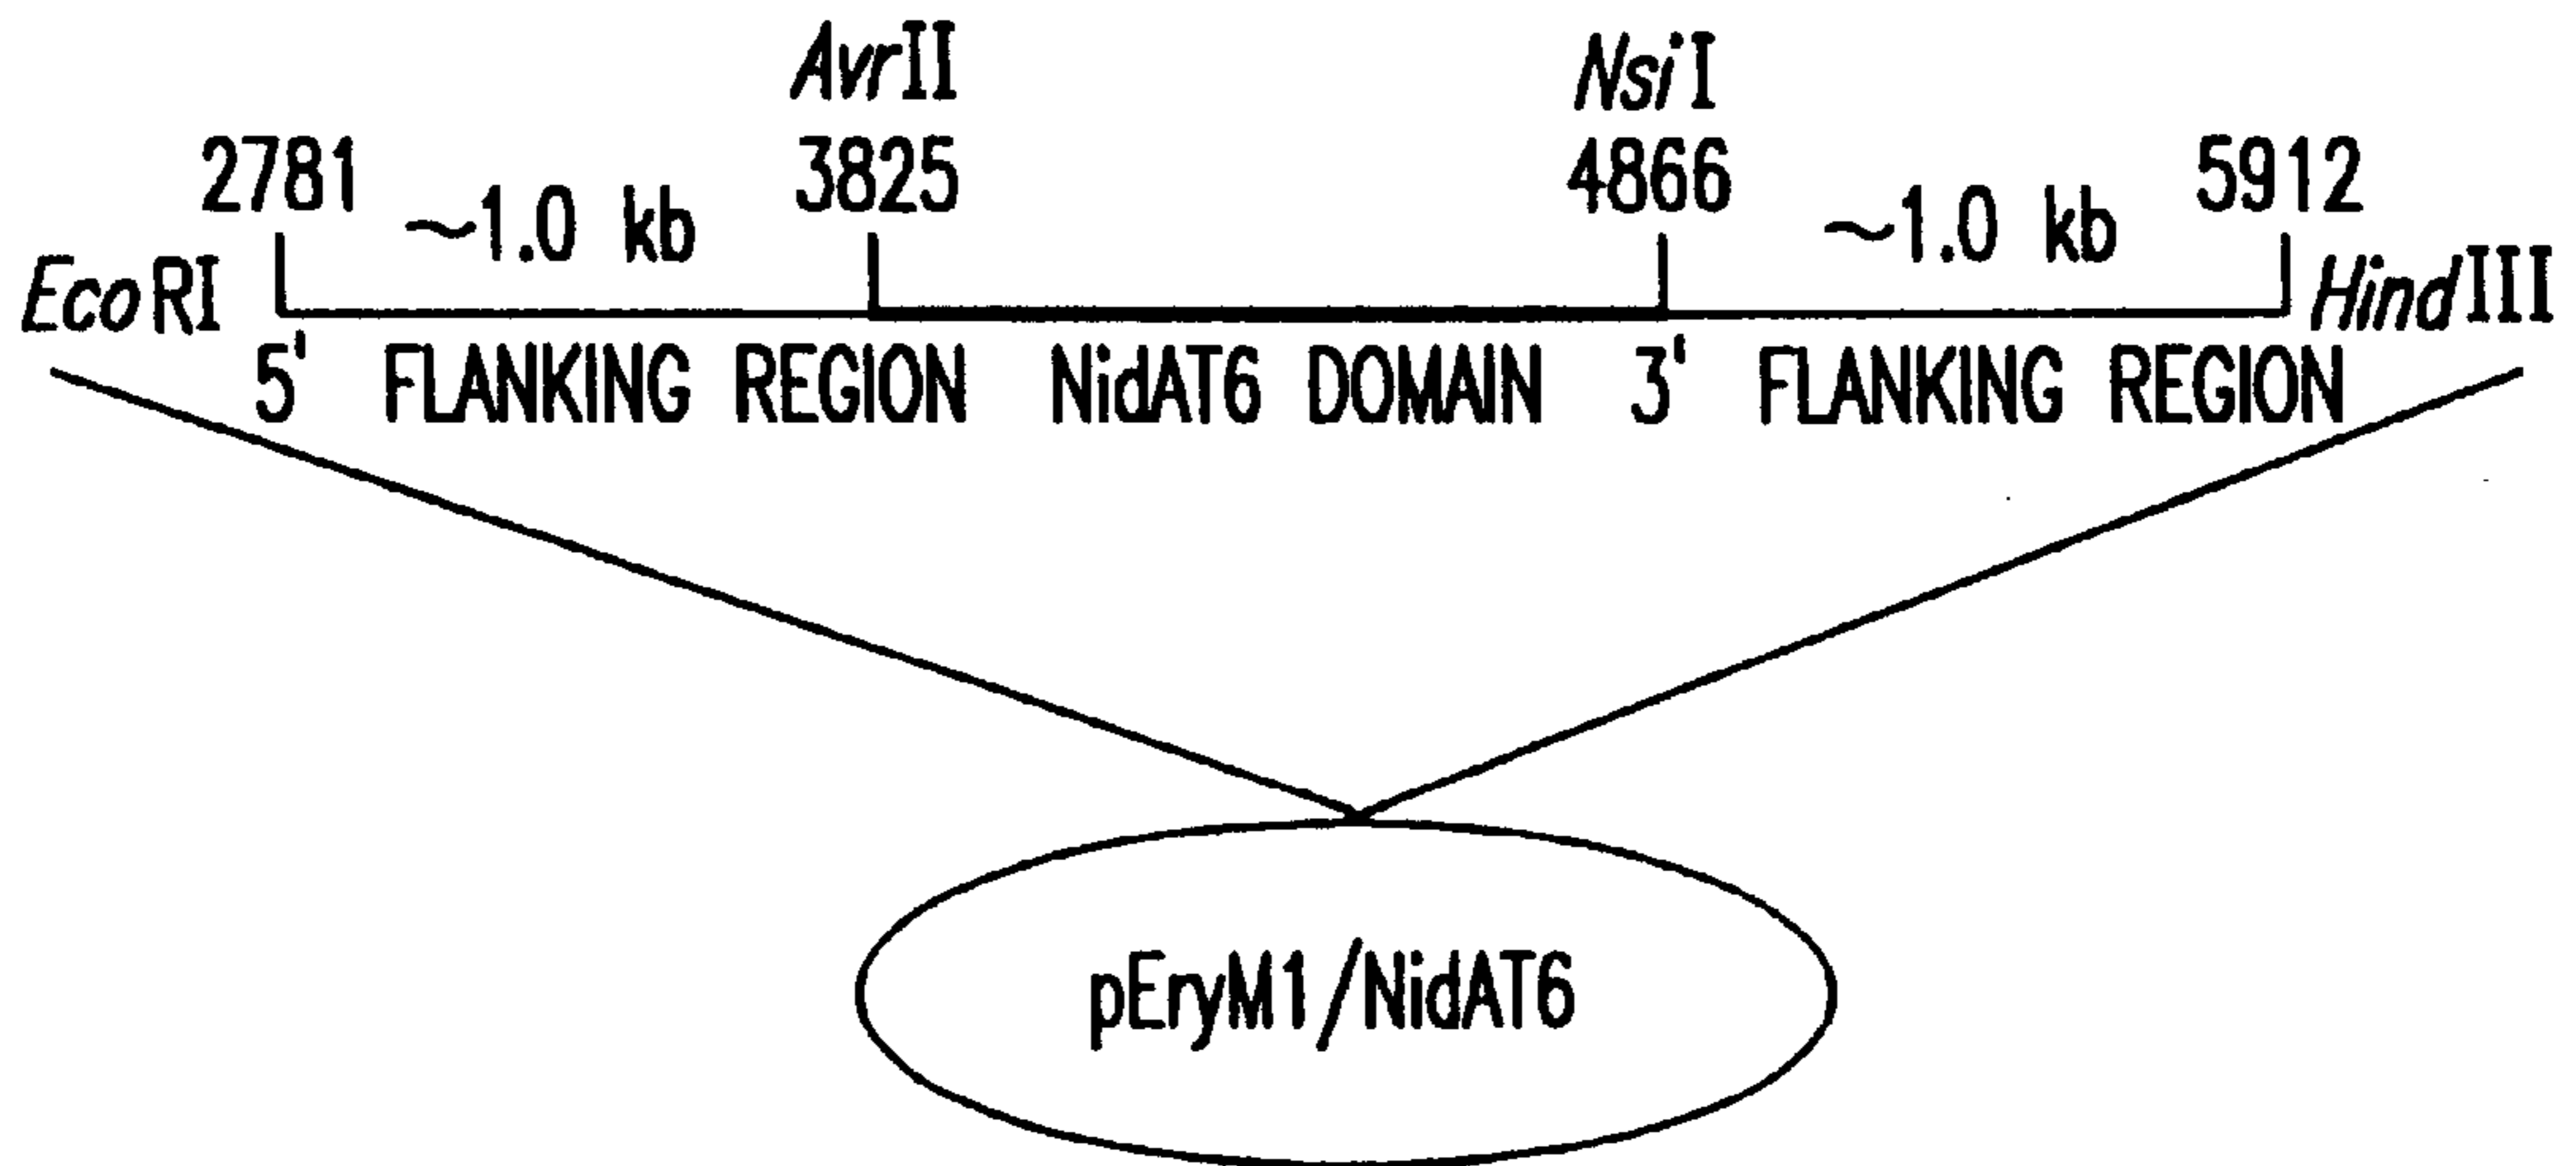 AvrII NsiI
2781 ~1.0 kb 3825 4866 ~1.0 kb 5912
EcoRI HindIII
5' FLANKING REGION NidAT6 DOMAIN 3' FLANKING REGION
pEryM1/NidAT6